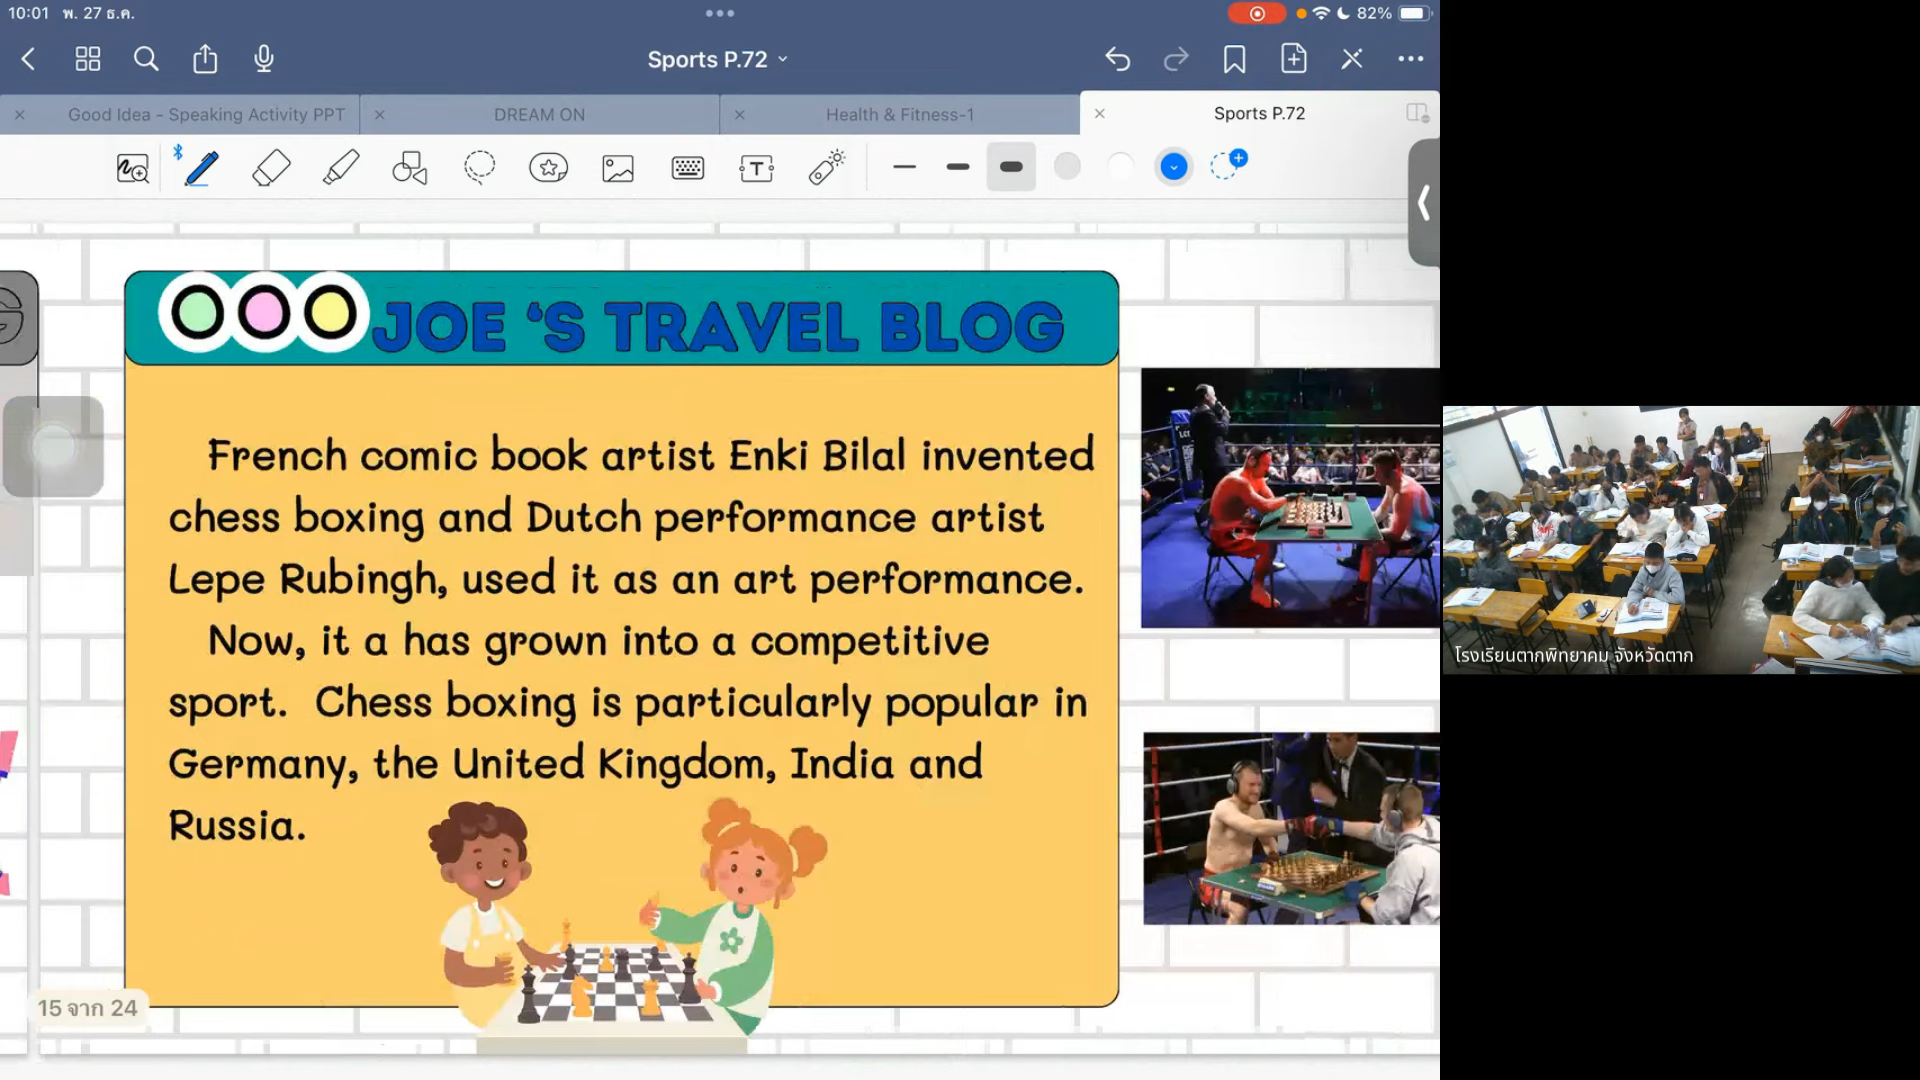 10:01 พ. 27 ธ.ค.
82%
Sports P.72
Good Idea - Speaking Activity PPT
DREAM ON
Health & Fitness-1
Sports P.72
JOE 'S TRAVEL BLOG
French comic book artist Enki Bilal invented
chess boxing and Dutch performance artist
Lepe Rubingh, used it as an art performance.
Now, it a has grown into a competitive
sport. Chess boxing is particularly popular in
Germany, the United Kingdom, India and
Russia.
15 จาก 24
โรงเรียนตากพิทยาคม จังหวัดตาก